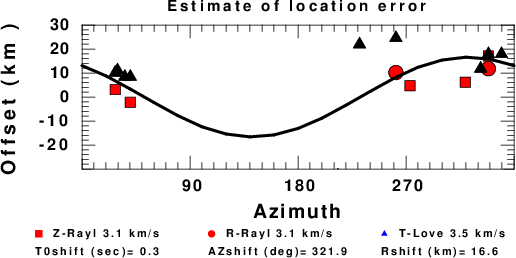 Estimate of location error
30
20
10
0
-10
-20
Offset (km)
90 180 270
Azimuth
Z-Rayl 3.1 km/s R-Rayl 3.1 km/s T-Love 3.5 km/s
T0shift (sec)= 0.3 AZshift (deg)= 321.9 Rshift (km)= 16.6